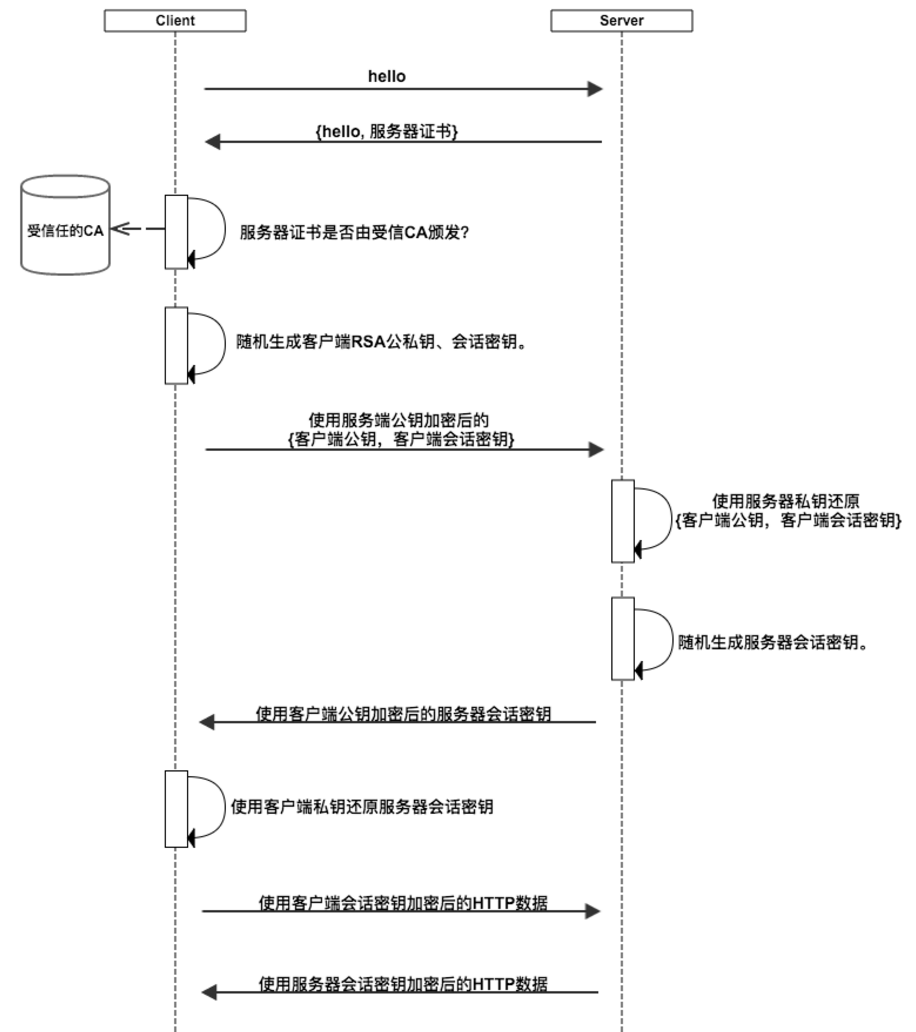 Client
Server
hello
{hello, 服务器证书}
受信任的CA
服务器证书是否由受信CA颁发?
随机生成客户端RSA公私钥、会话密钥。
使用服务端公钥加密后的
{客户端公钥，客户端会话密钥}
使用服务器私钥还原
{客户端公钥，客户端会话密钥}
随机生成服务器会话密钥。
使用客户端公钥加密后的服务器会话密钥
使用客户端私钥还原服务器会话密钥
使用客户端会话密钥加密后的HTTP数据
使用服务器会话密钥加密后的HTTP数据